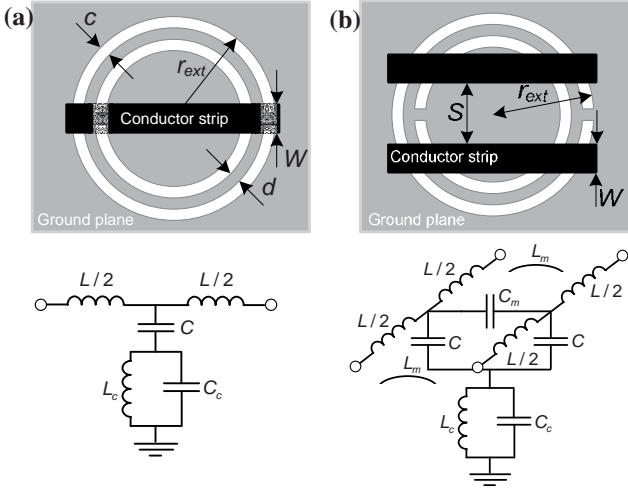 (a)
c
r_ext
Conductor strip
W
d
Ground plane
L/2
L/2
C
L_c
C_c
(b)
r_ext
S
Conductor strip
W
Ground plane
L/2
L_m
L/2
C_m
L/2
C
L/2
C
L_m
L_c
C_c